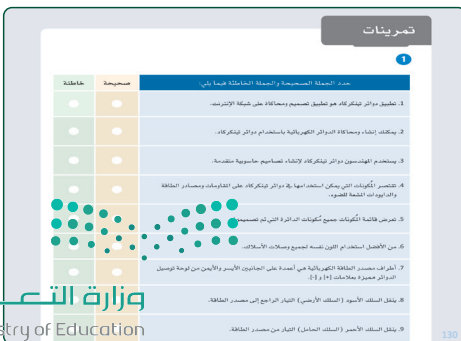 تمرينات
1
حدد الجملة الصحيحة والجملة الخاطئة فيما يلي: صحيحة خاطئة
1. تطبيق دوائر تينكركاد هو تطبيق تصميم ومحاكاة على شبكة الإنترنت.
2. يمكنك إنشاء ومحاكاة الدوائر الكهربائية باستخدام دوائر تينكركاد.
3. يستخدم المهندسون دوائر تينكركاد لإنشاء تصاميم حاسوبية متقدمة.
4. تقتصر المكونات التي يمكن استخدامها في دوائر تينكركاد على المقاومات ومصادر الطاقة
والدايودات المشعة للضوء.
5. تعرض قائمة المكونات جميع مكونات الدائرة التي تم تصميمها
6. من الأفضل استخدام اللون نفسه لجميع وصلات الأسلاك.
7. أطراف مصدر الطاقة الكهربائية هي أعمدة على الجانبين الأيسر والأيمن من لوحة توصيل
الدوائر مميزة بعلامات [+] و [-].
8. ينقل السلك الأسود (السلك الأرضي) التيار الراجع إلى مصدر الطاقة.
9. ينقل السلك الأحمر (السلك الحامل) التيار من مصدر الطاقة.
وزارة التعـ
stry of Education
130